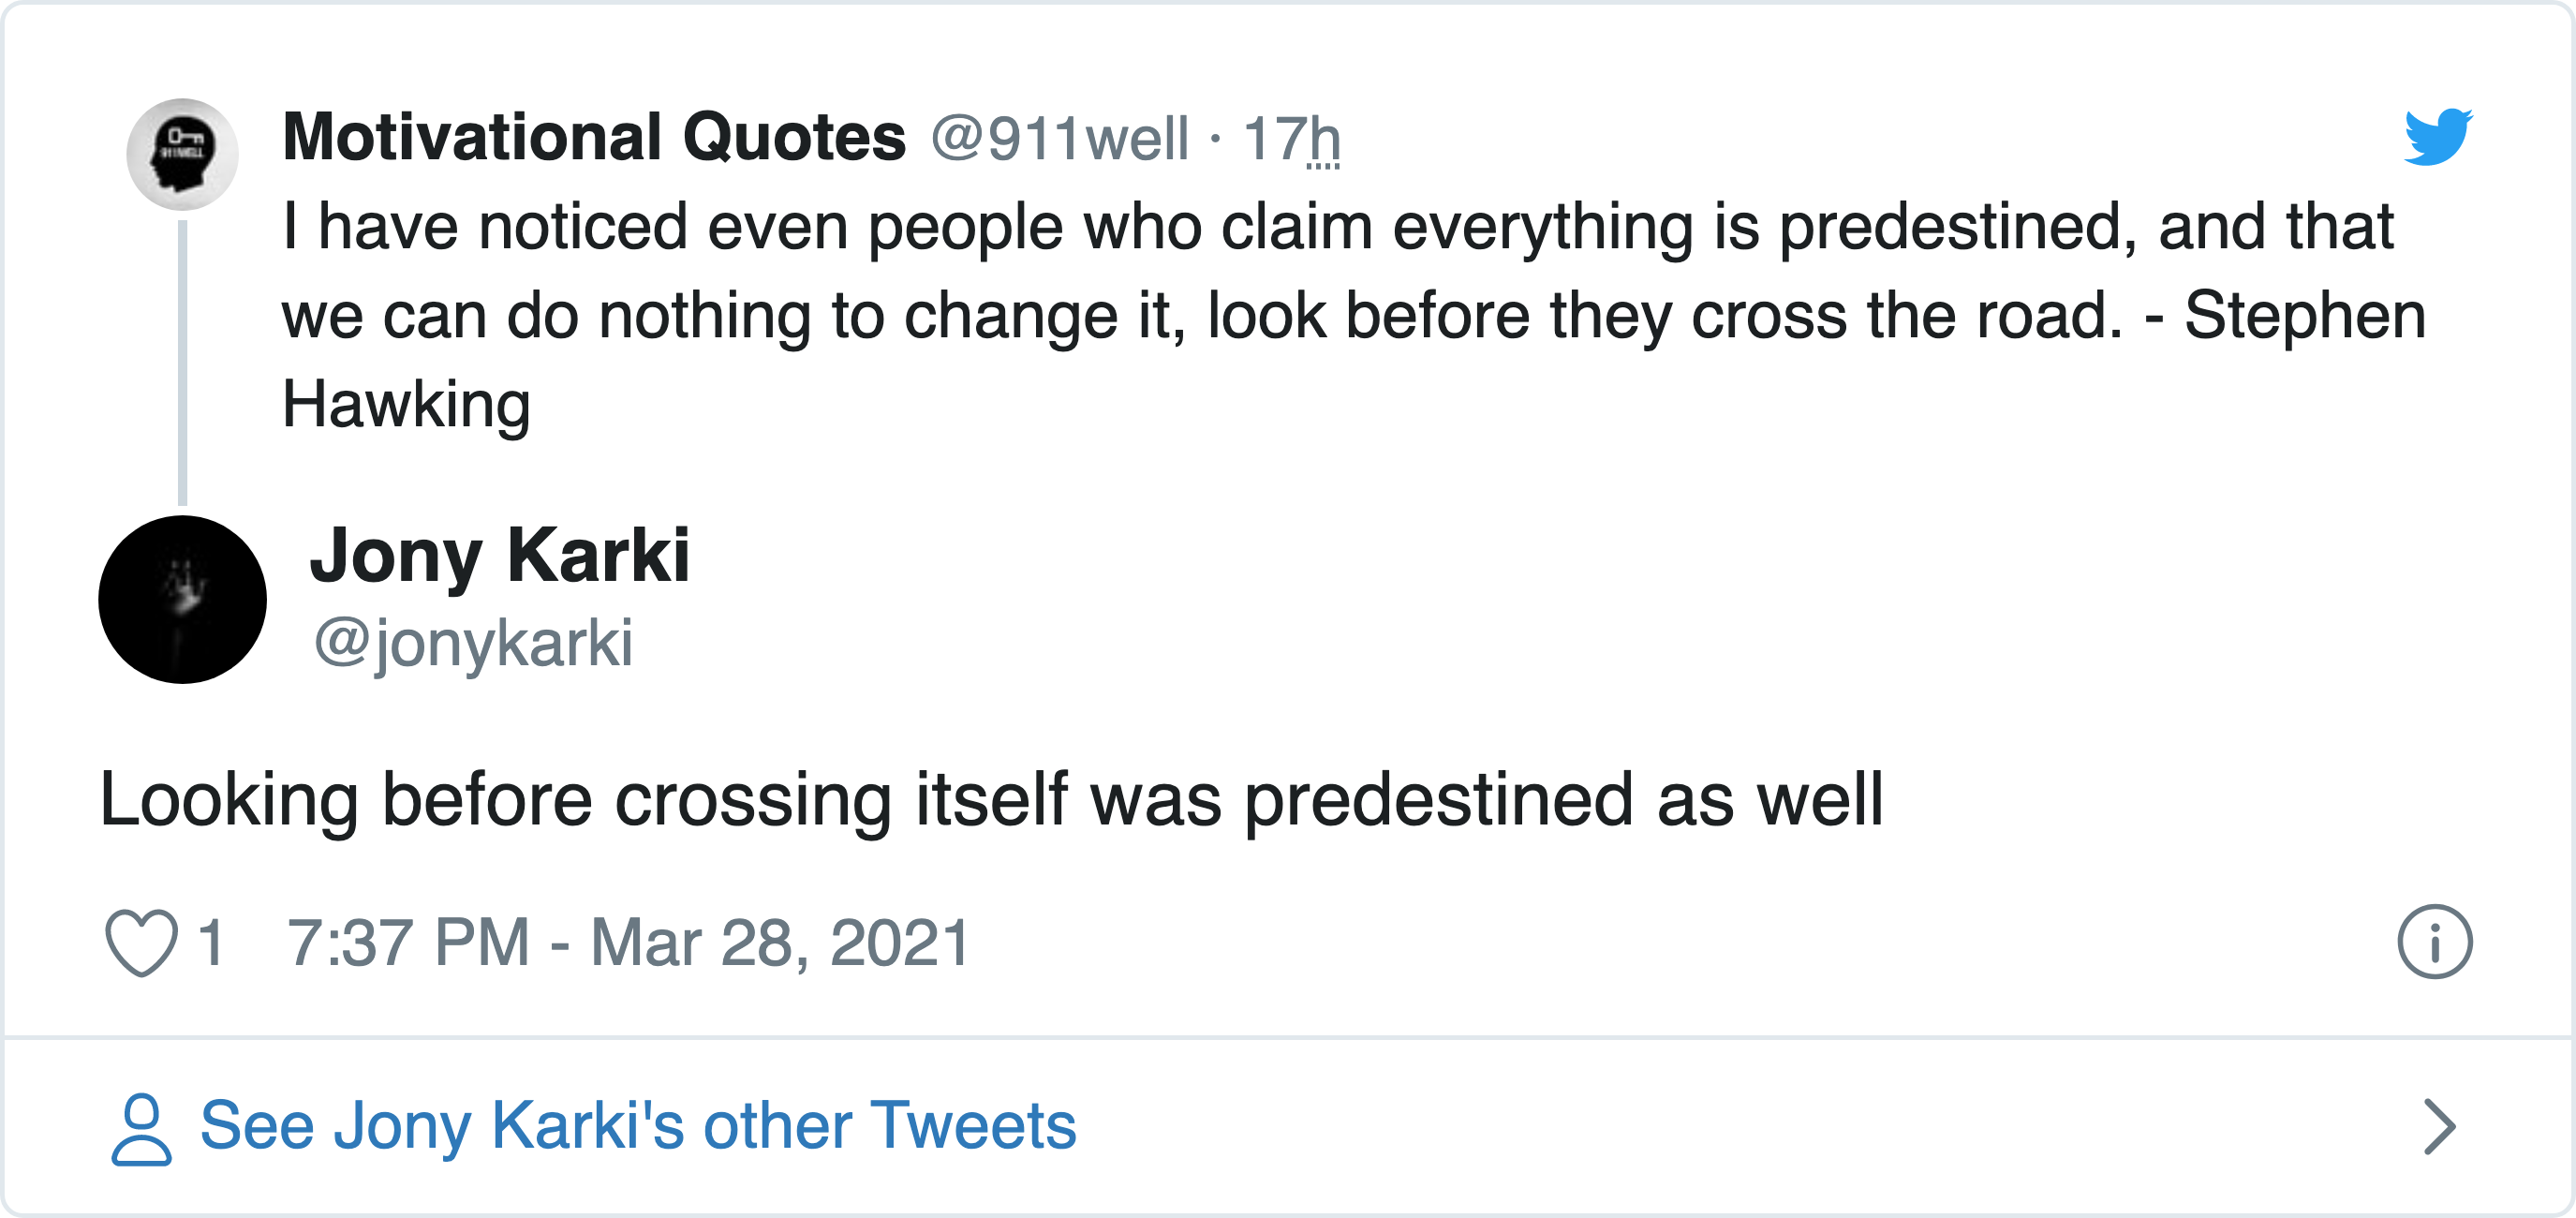 Motivational Quotes @911well · 17h
I have noticed even people who claim everything is predestined, and that
we can do nothing to change it, look before they cross the road. - Stephen
Hawking
911WELL
Jony Karki
@jonykarki
Looking before crossing itself was predestined as well
1 7:37 PM - Mar 28, 2021
See Jony Karki's other Tweets